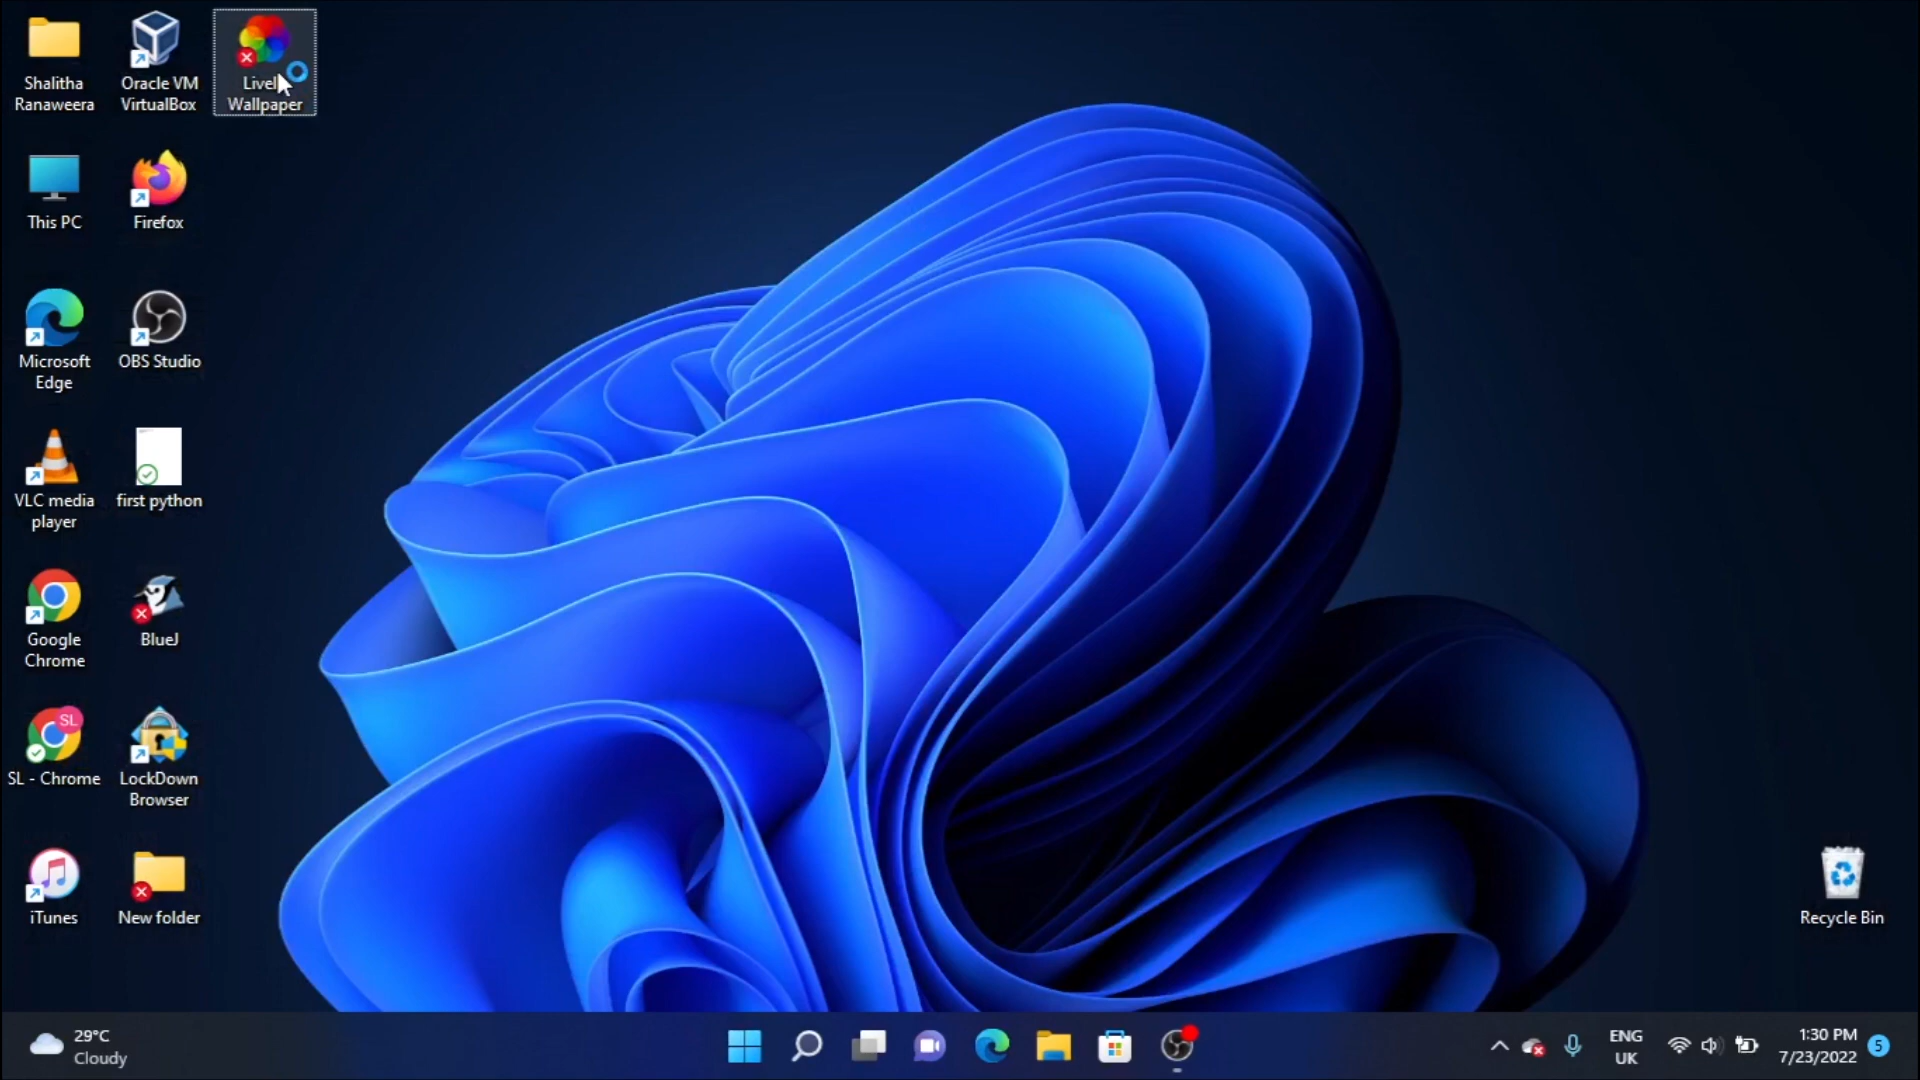 Shalitha
Ranaweera
Oracle VM
VirtualBox
Lively
Wallpaper
This PC
Firefox
Microsoft
Edge
OBS Studio
VLC media
player
first python
Google
Chrome
BlueJ
SL
SL - Chrome
LockDown
Browser
iTunes
New folder
Recycle Bin
29°C
Cloudy
ENG
UK
1:30 PM
7/23/2022
5